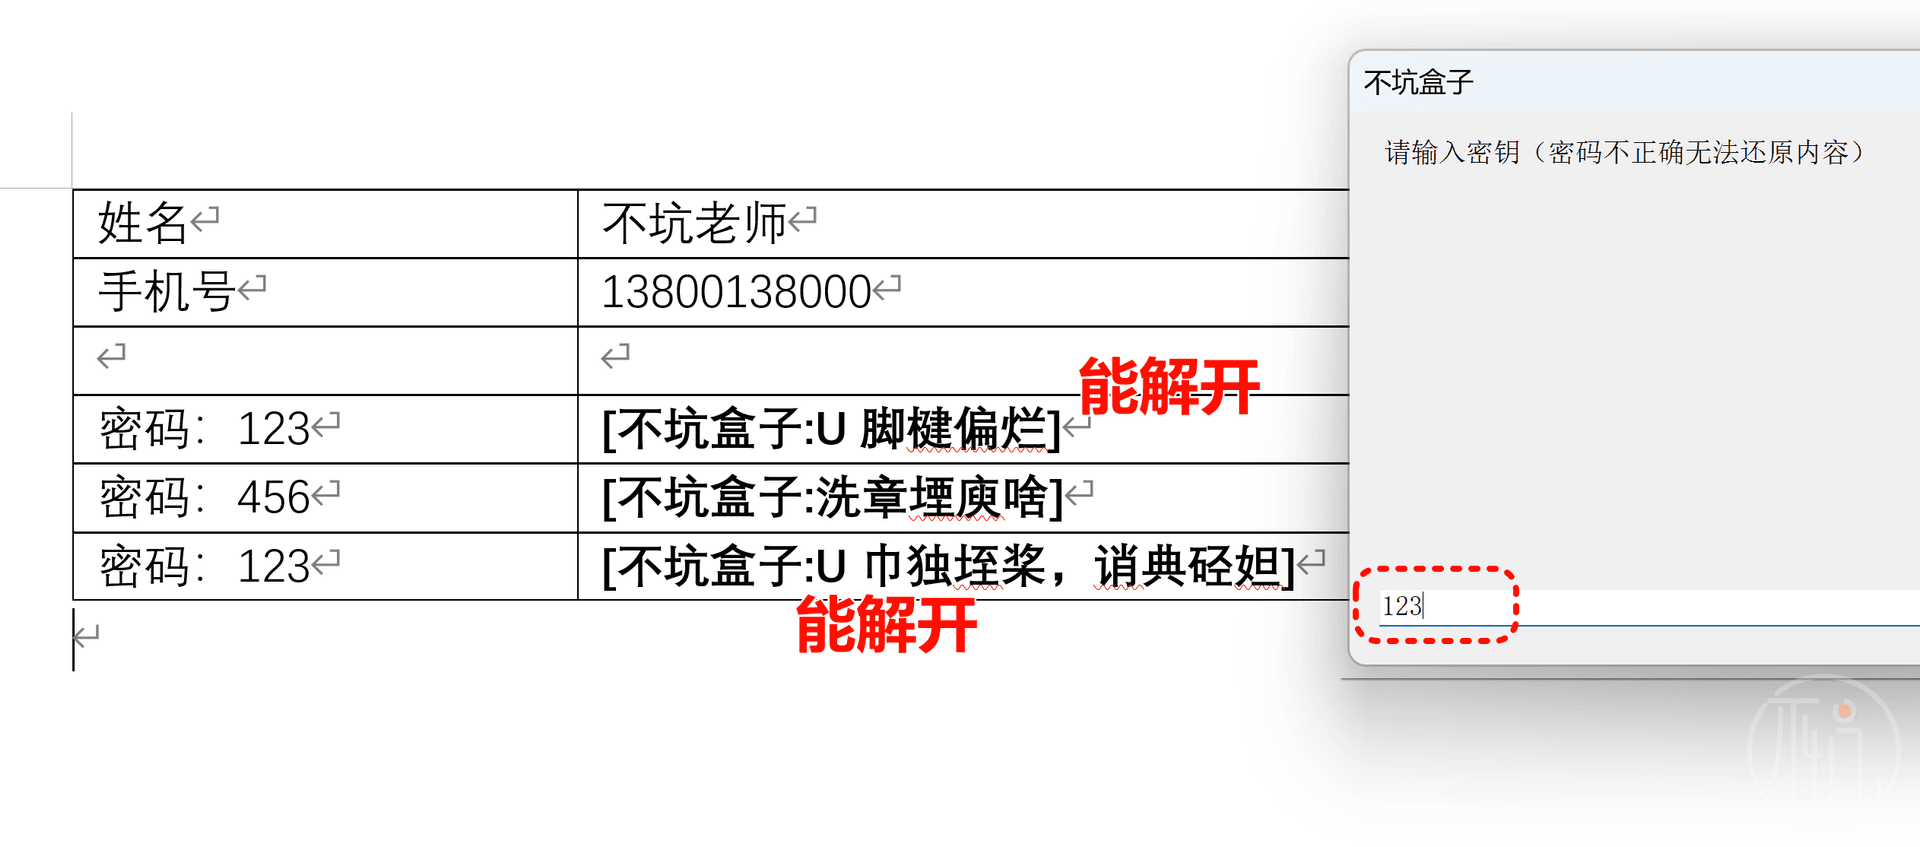 不坑盒子
请输入密钥（密码不正确无法还原内容）
姓名 不坑老师
手机号 13800138000
能解开
密码：123 [不坑盒子:U 脚楗偏烂]
密码：456 [不坑盒子:洗章堙庾啥]
密码：123 [不坑盒子:U 巾独垤桨，诮典硁妲]
能解开
123